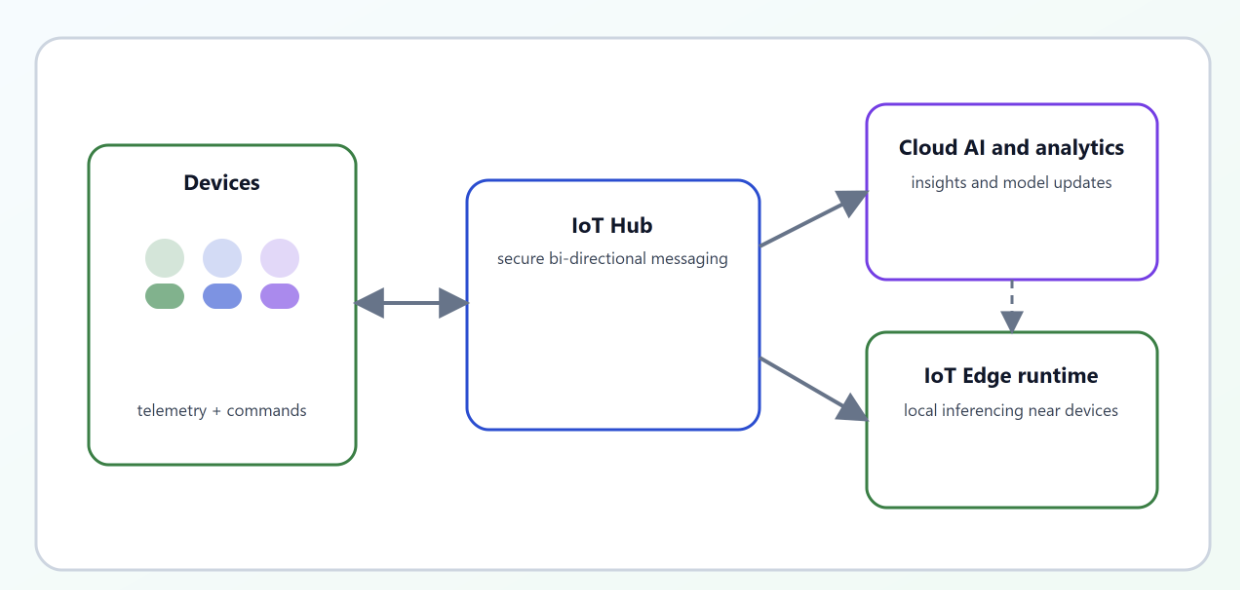 Devices
telemetry + commands
IoT Hub
secure bi-directional messaging
Cloud AI and analytics
insights and model updates
IoT Edge runtime
local inferencing near devices